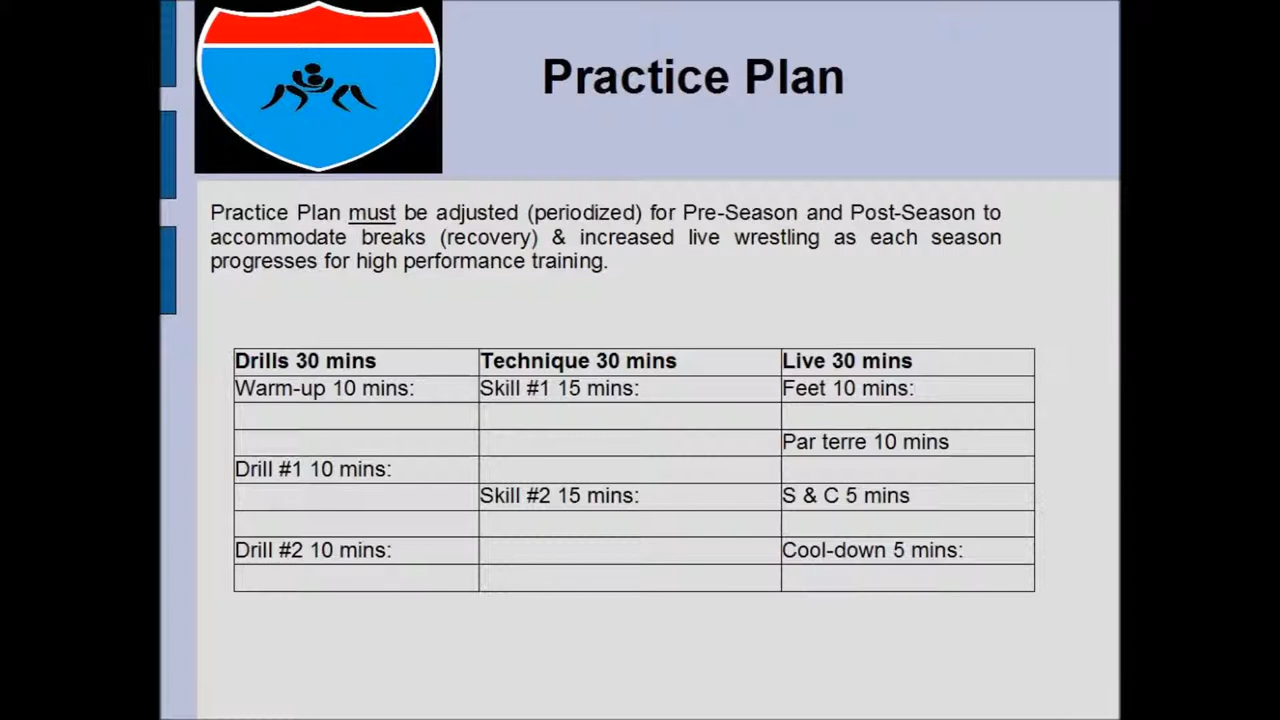 Practice Plan
Practice Plan must be adjusted (periodized) for Pre-Season and Post-Season to
accommodate breaks (recovery) & increased live wrestling as each season
progresses for high performance training.
Drills 30 mins Technique 30 mins Live 30 mins
Warm-up 10 mins: Skill #1 15 mins: Feet 10 mins:
Par terre 10 mins
Drill #1 10 mins:
Skill #2 15 mins: S & C 5 mins
Drill #2 10 mins: Cool-down 5 mins: